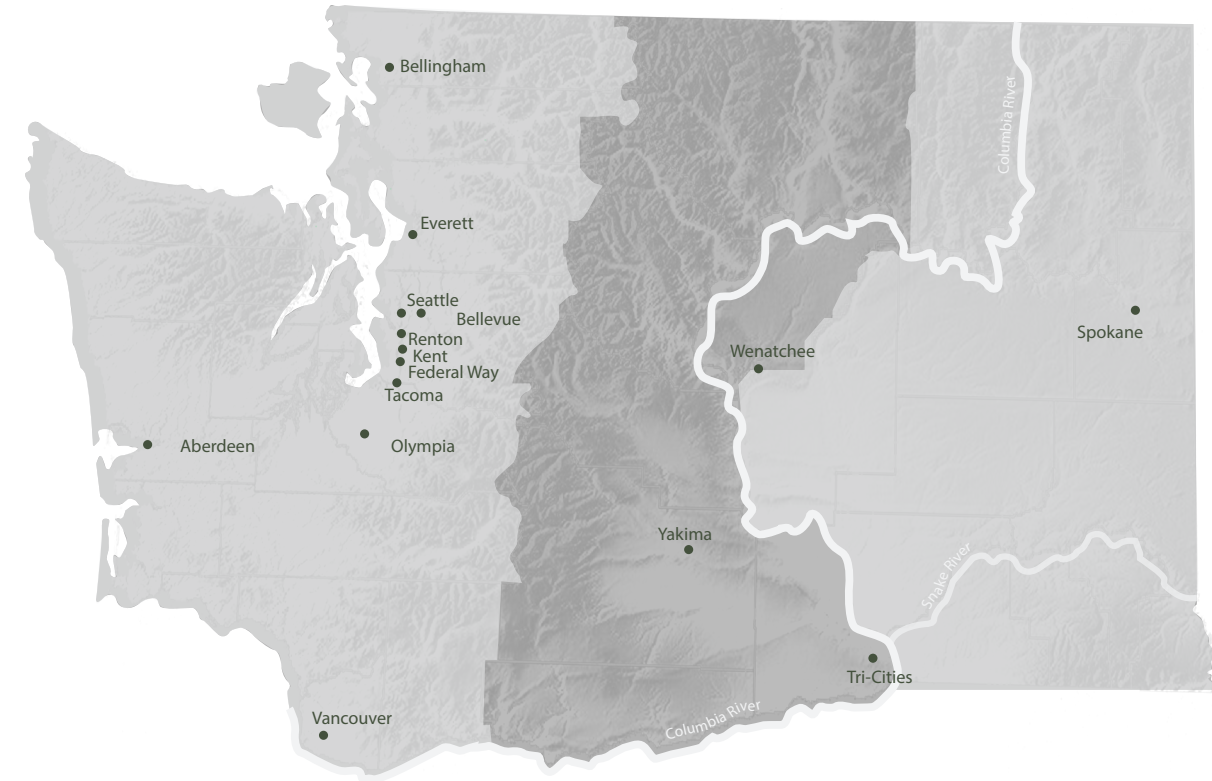 Bellingham
Columbia River
Everett
Seattle
Bellevue
Spokane
Renton
Wenatchee
Kent
Federal Way
Tacoma
Aberdeen
Olympia
Yakima
Snake River
Tri-Cities
Columbia River
Vancouver